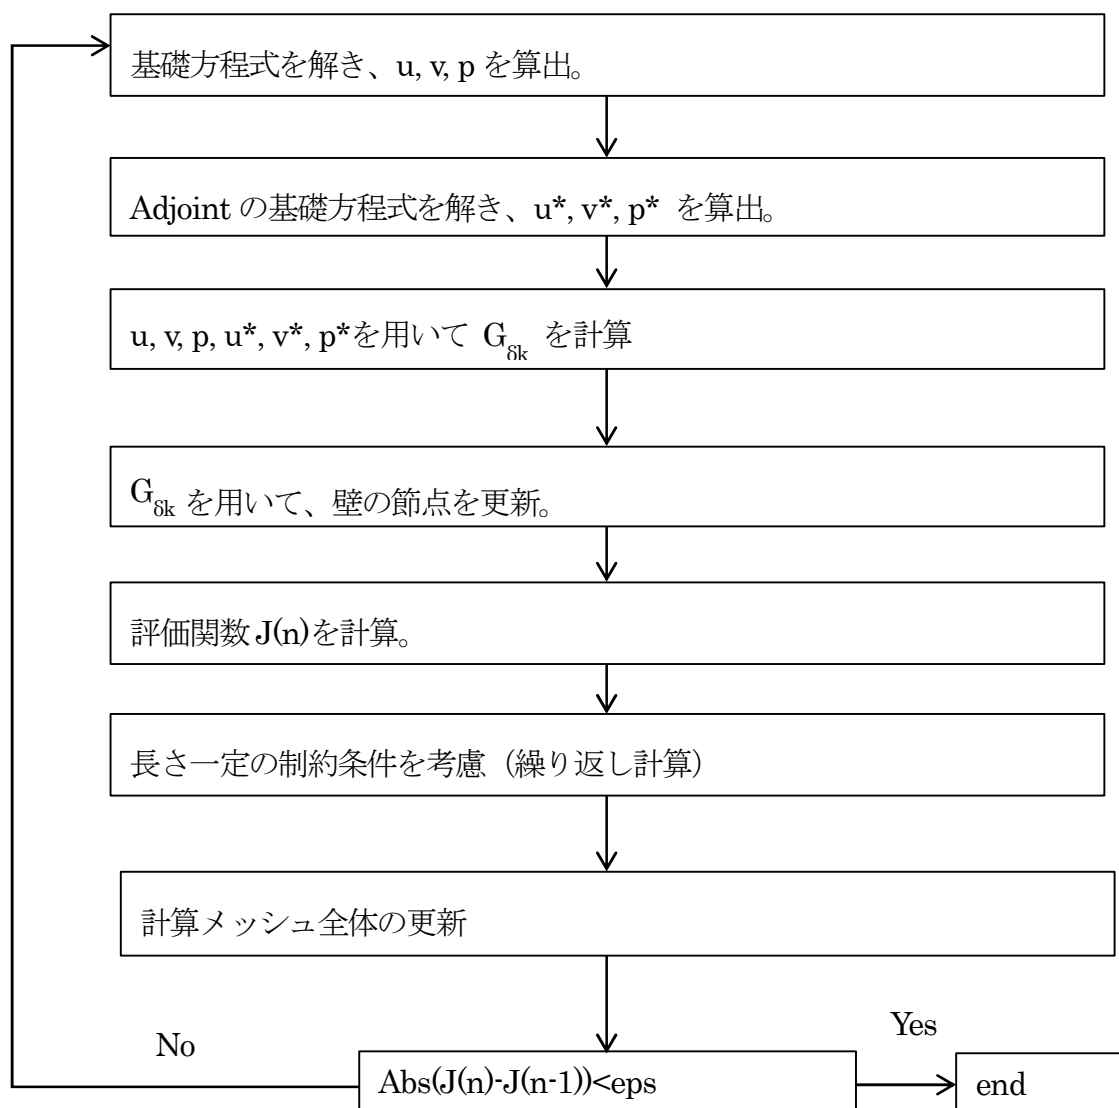 基礎方程式を解き、u, v, p を算出。
Adjoint の基礎方程式を解き、u*, v*, p* を算出。
u, v, p, u*, v*, p*を用いて G_δk を計算
G_δk を用いて、壁の節点を更新。
評価関数 J(n)を計算。
長さ一定の制約条件を考慮（繰り返し計算）
計算メッシュ全体の更新
No
Yes
Abs(J(n)-J(n-1))<eps
end